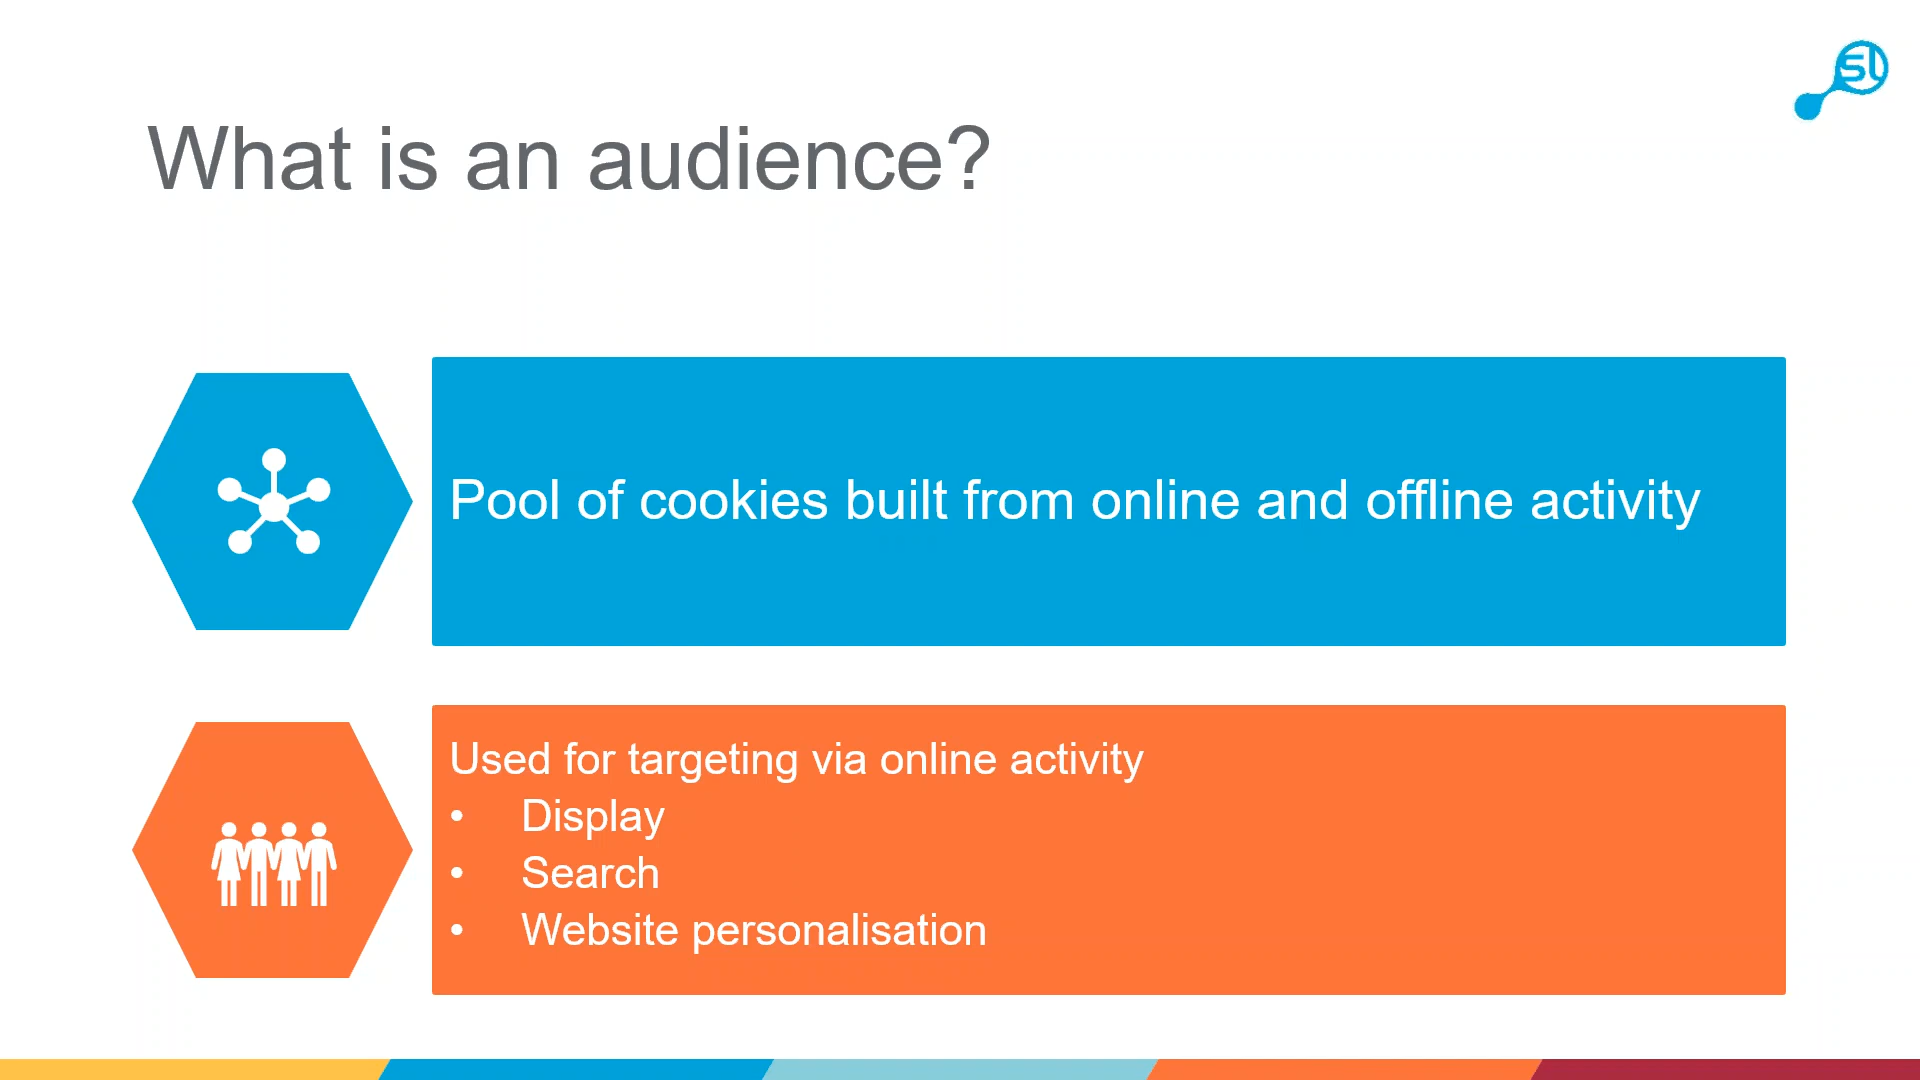 SL
What is an audience?
Pool of cookies built from online and offline activity
Used for targeting via online activity
• Display
• Search
• Website personalisation